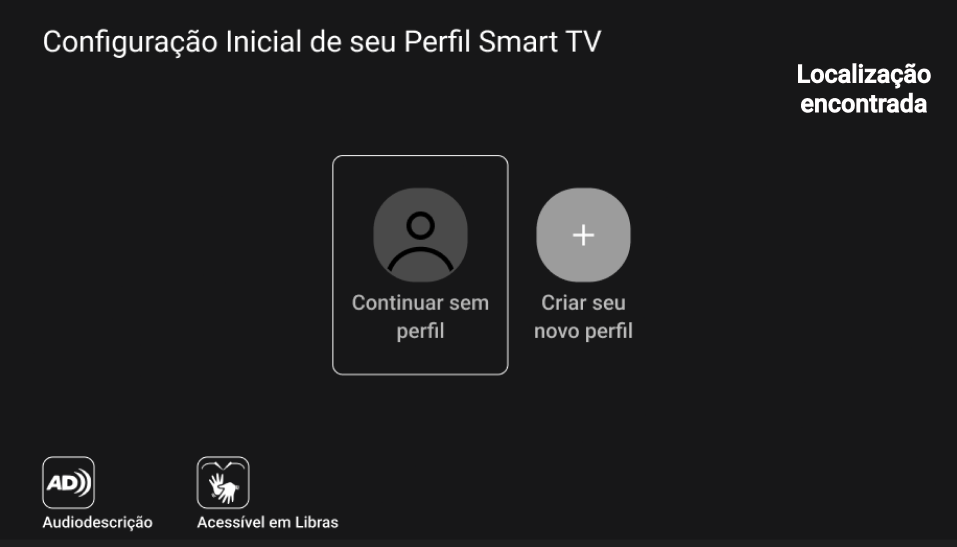 Configuração Inicial de seu Perfil Smart TV
Localização
encontrada
Continuar sem
perfil
Criar seu
novo perfil
AD
Audiodescrição
Acessível em Libras